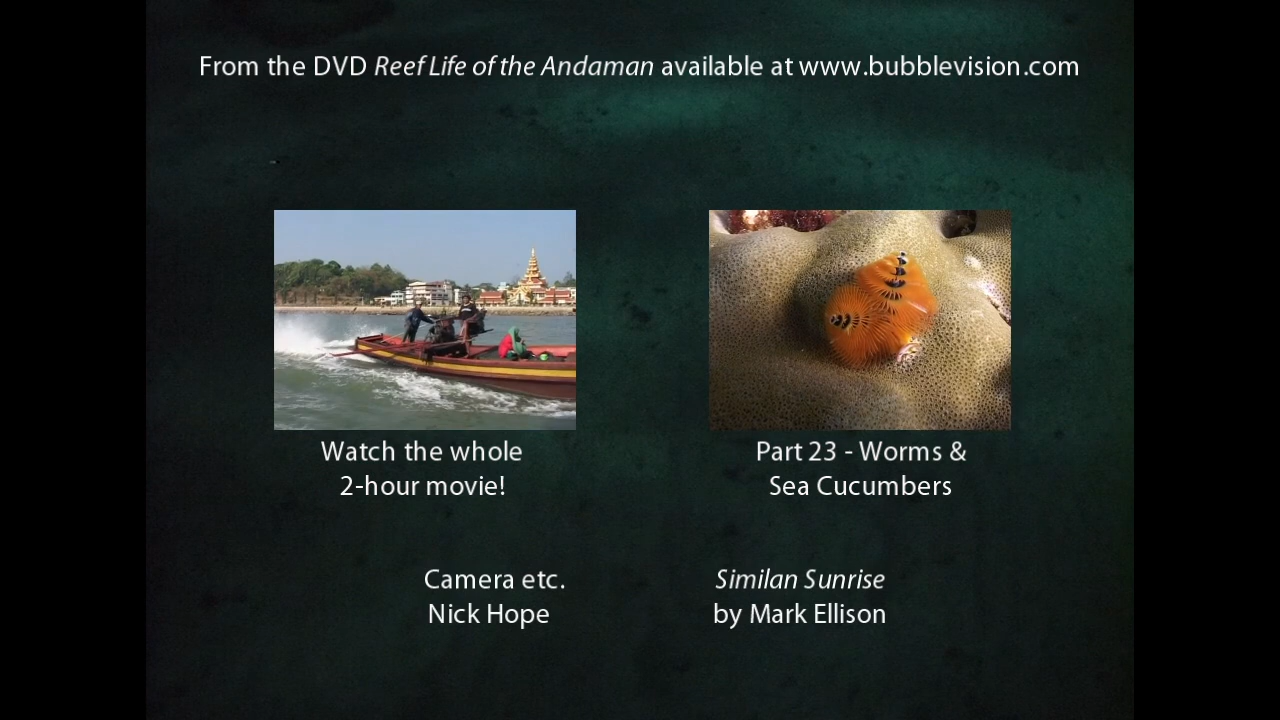 From the DVD Reef Life of the Andaman available at www.bubblevision.com
Watch the whole
2-hour movie!
Part 23 - Worms &
Sea Cucumbers
Camera etc.
Nick Hope
Similan Sunrise
by Mark Ellison